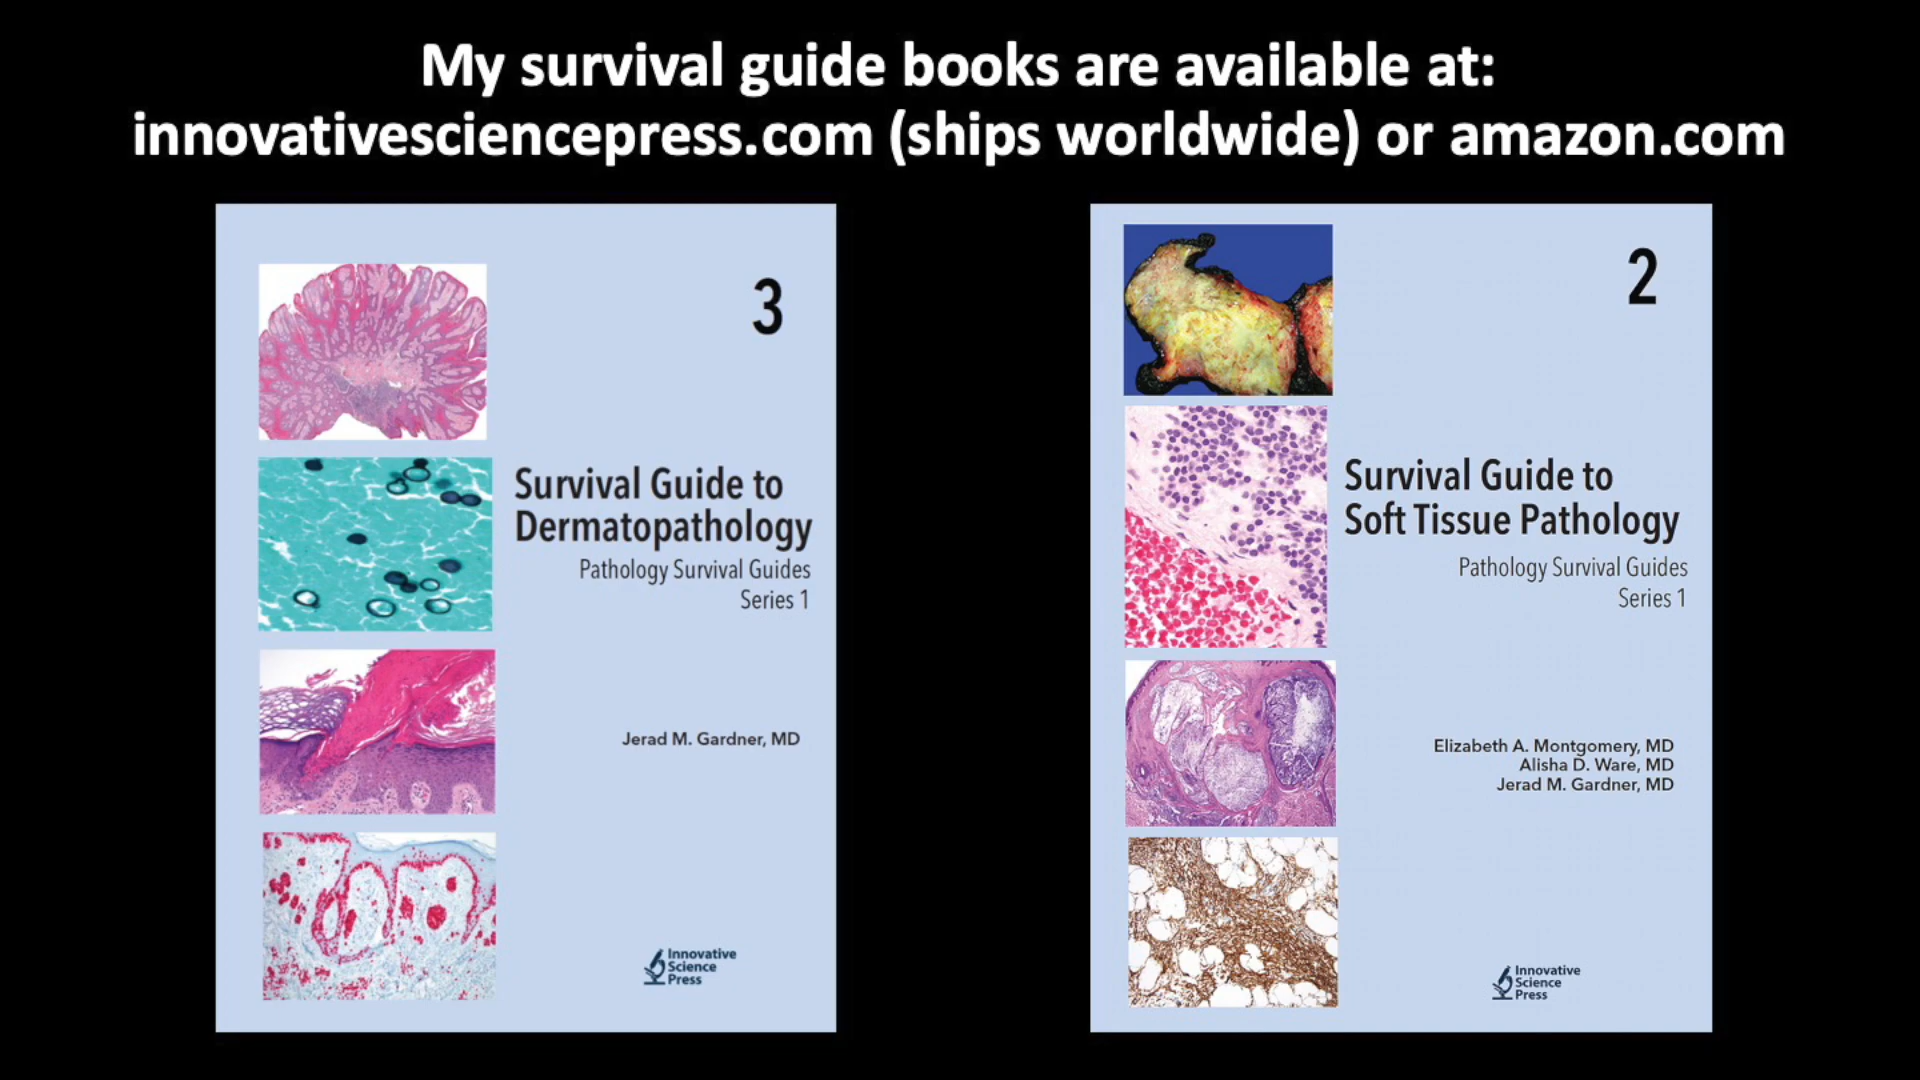 My survival guide books are available at:
innovativesciencepress.com (ships worldwide) or amazon.com
3
Survival Guide to
Dermatopathology
Pathology Survival Guides
Series 1
Jerad M. Gardner, MD
Innovative
Science
Press
2
Survival Guide to
Soft Tissue Pathology
Pathology Survival Guides
Series 1
Elizabeth A. Montgomery, MD
Alisha D. Ware, MD
Jerad M. Gardner, MD
Innovative
Science
Press